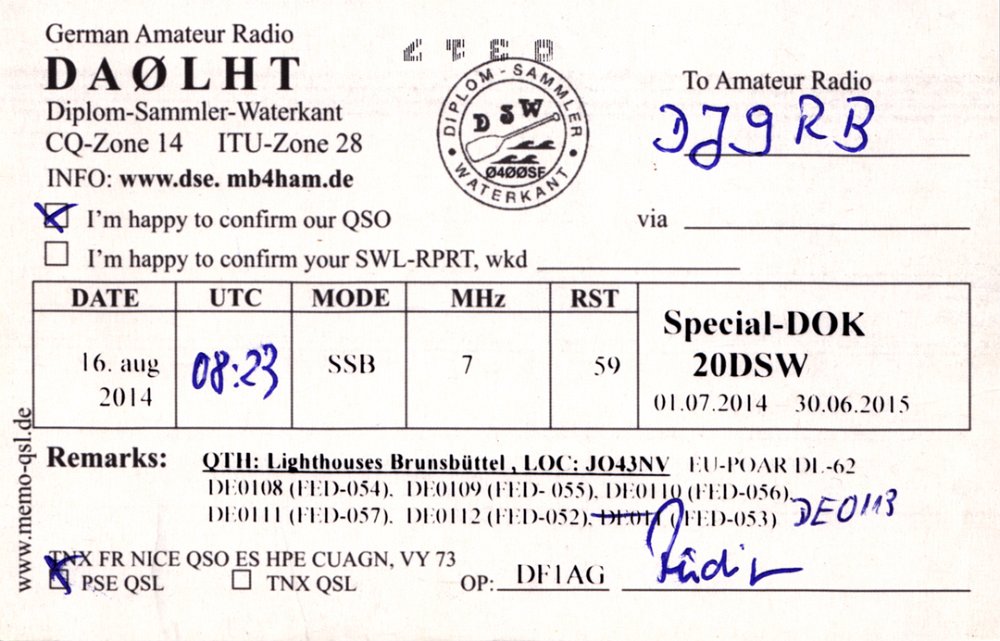 German Amateur Radio
DAØLHT
Diplom-Sammler-Waterkant
CQ-Zone 14 ITU-Zone 28
INFO: www.dse. mb4ham.de
DIPLOM-SAMMLER
DSW
Ø4ØØSF
WATERKANT
To Amateur Radio
DJ9RB
via
I'm happy to confirm our QSO
I'm happy to confirm your SWL-RPRT, wkd
DATE UTC MODE MHz RST
16. aug 2014 08:23 SSB 7 59
Special-DOK
20DSW
01.07.2014 30.06.2015
www.memo-qsl.de
Remarks: QTH: Lighthouses Brunsbüttel , LOC: JO43NV EU-POAR DL-62
DE0108 (FED-054), DE0109 (FED- 055), DE0110 (FED-056),
DE0111 (FED-057), DE0112 (FED-052), (FED-053) DE0113
TNX FR NICE QSO ES HPE CUAGN, VY 73
PSE QSL TNX QSL OP: DF1AG